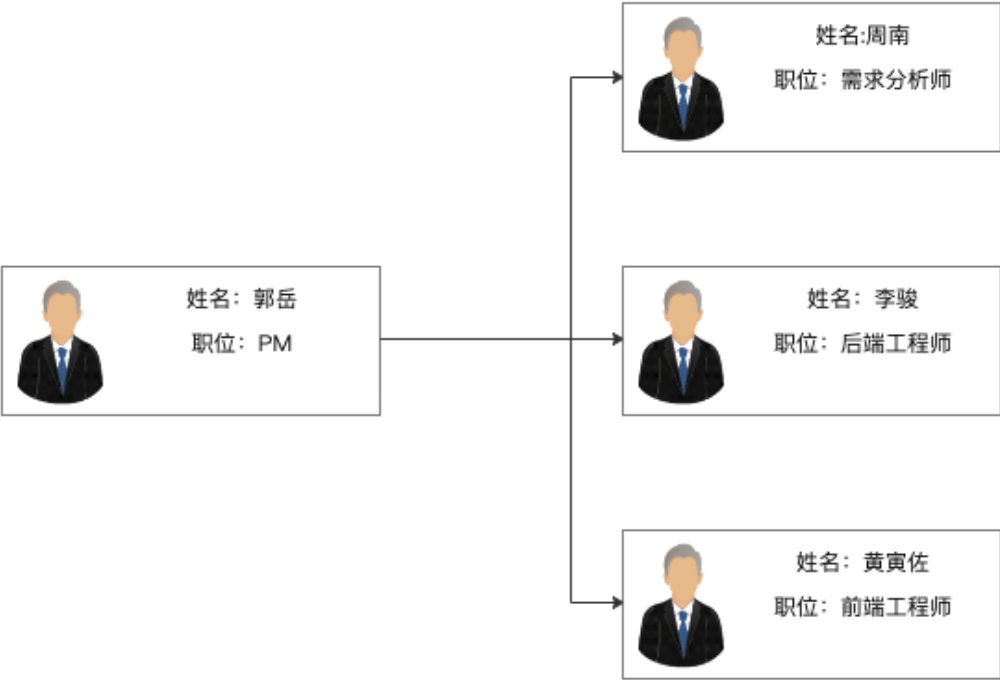 姓名:周南
职位：需求分析师
姓名：郭岳
职位：PM
姓名：李骏
职位：后端工程师
姓名：黄寅佐
职位：前端工程师